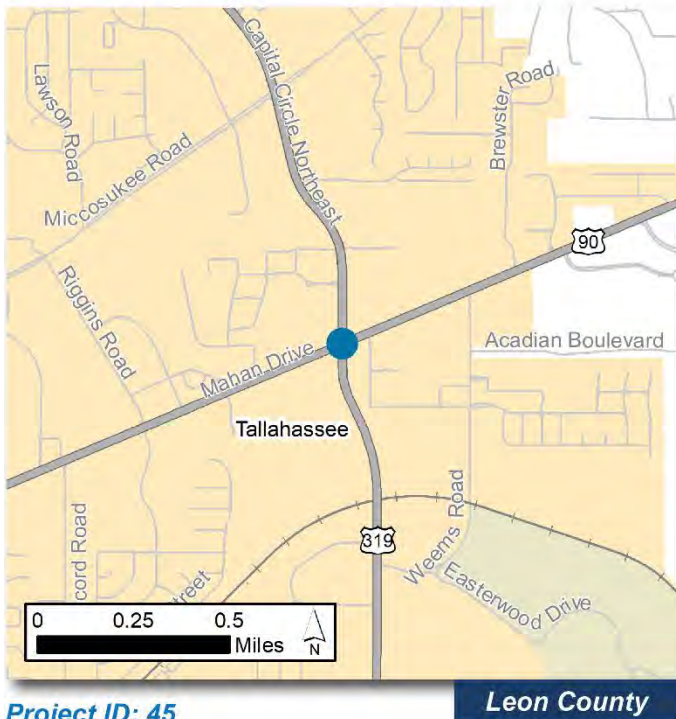 Capital Circle Northeast
Lawson Road
Brewster Road
Miccosukee Road
90
Riggins Road
Acadian Boulevard
Mahan Drive
Tallahassee
319
Weems Road
cord Road
Easterwood Drive
treet
0 0.25 0.5
Miles
N
Project ID: 45
Leon County